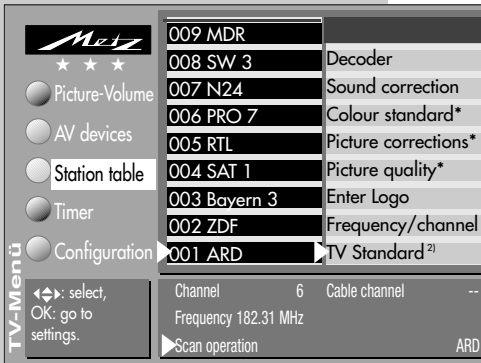 Metz
★ ★ ★
Picture-Volume
AV devices
Station table
Timer
Configuration
TV-Menü
009 MDR
008 SW 3
007 N24
006 PRO 7
005 RTL
004 SAT 1
003 Bayern 3
002 ZDF
001 ARD
Decoder
Sound correction
Colour standard*
Picture corrections*
Picture quality*
Enter Logo
Frequency/channel
TV Standard 2)
: select,
OK: go to
settings.
Channel 6 Cable channel --
Frequency 182.31 MHz
Scan operation ARD